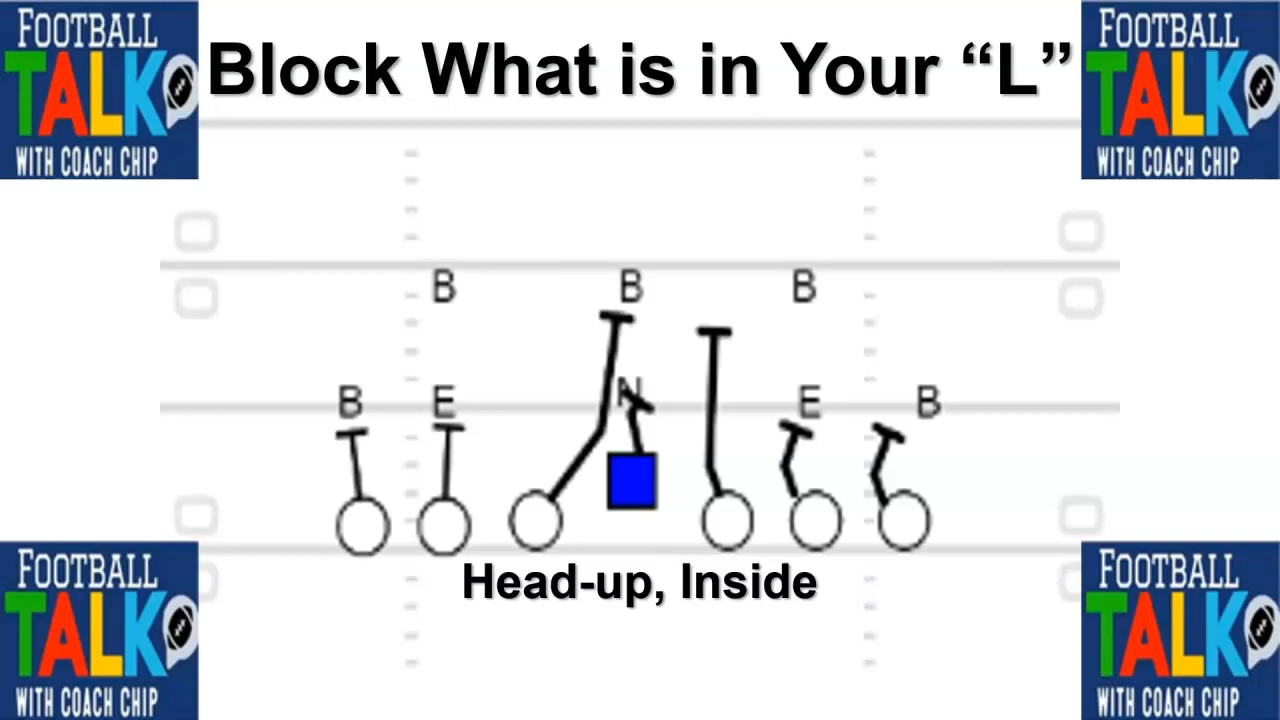 FOOTBALL
TALK
WITH COACH CHIP
Block What is in Your “L”
FOOTBALL
TALK
WITH COACH CHIP
B B B
B E N E B
Head-up, Inside
FOOTBALL
TALK
WITH COACH CHIP
FOOTBALL
TALK
WITH COACH CHIP